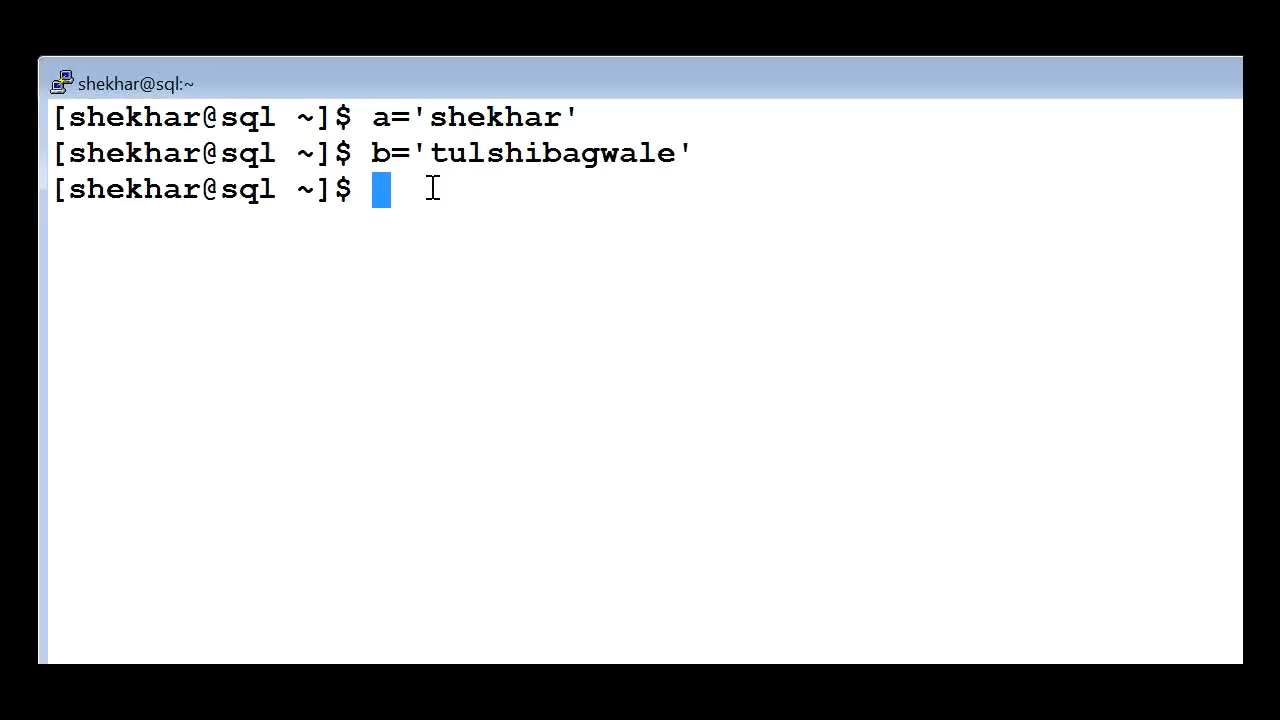 shekhar@sql:~
[shekhar@sql ~]$ a='shekhar'
[shekhar@sql ~]$ b='tulshibagwale'
[shekhar@sql ~]$